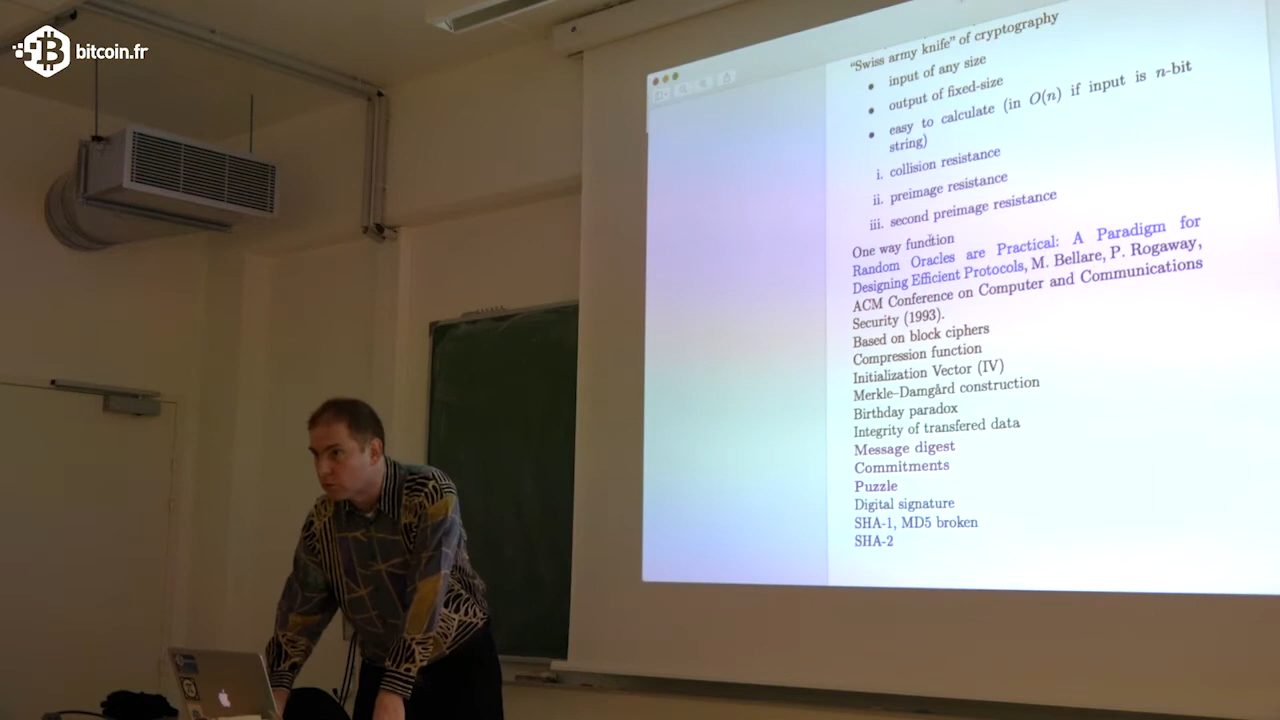 bitcoin.fr
"Swiss army knife" of cryptography
• input of any size
• output of fixed-size
• easy to calculate (in O(n) if input is n-bit
string)
i. collision resistance
ii. preimage resistance
iii. second preimage resistance
One way function
Random Oracles are Practical: A Paradigm for
Designing Efficient Protocols, M. Bellare, P. Rogaway,
ACM Conference on Computer and Communications
Security (1993).
Based on block ciphers
Compression function
Initialization Vector (IV)
Merkle–Damgård construction
Birthday paradox
Integrity of transfered data
Message digest
Commitments
Puzzle
Digital signature
SHA-1, MD5 broken
SHA-2